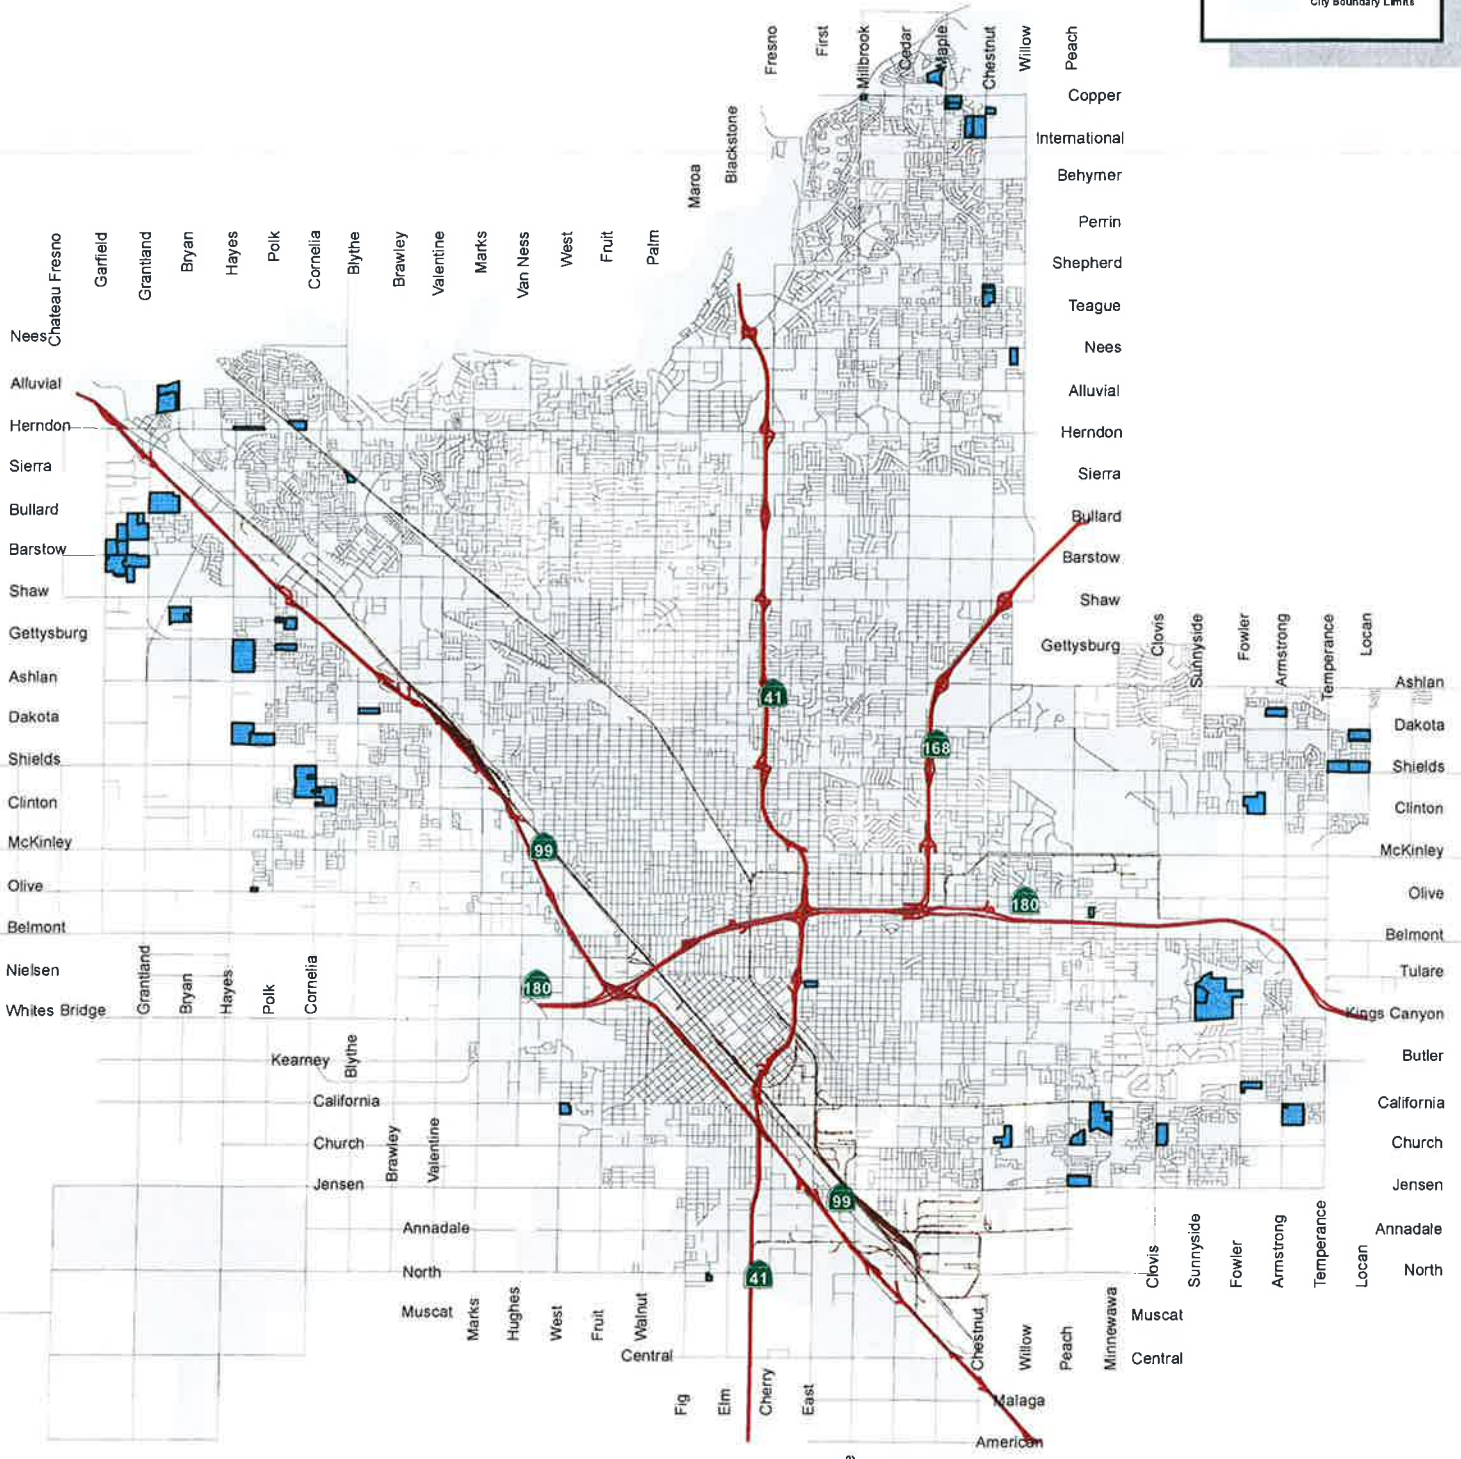 City Boundary Limits
Fresno
First
Millbrook
Cedar
Maple
Chestnut
Willow
Peach
Copper
International
Behymer
Perrin
Shepherd
Teague
Nees
Alluvial
Herndon
Sierra
Bullard
Barstow
Shaw
Gettysburg
Maroa
Blackstone
Chateau Fresno
Garfield
Grantland
Bryan
Hayes
Polk
Cornelia
Blythe
Brawley
Valentine
Marks
Van Ness
West
Fruit
Palm
Nees
Alluvial
Herndon
Sierra
Bullard
Barstow
Shaw
Gettysburg
Ashlan
Dakota
Shields
Clinton
McKinley
Olive
Belmont
Nielsen
Whites Bridge
Clovis
Sunnyside
Fowler
Armstrong
Temperance
Locan
Ashlan
Dakota
Shields
Clinton
McKinley
Olive
Belmont
Tulare
Kings Canyon
Butler
California
Church
Jensen
Annadale
North
41
168
99
180
180
99
41
Grantland
Bryan
Hayes
Polk
Cornelia
Kearney
Blythe
California
Church
Brawley
Valentine
Jensen
Annadale
North
Muscat
Marks
Hughes
West
Fruit
Walnut
Central
Fig
Elm
Cherry
East
Chestnut
Willow
Peach
Minnewawa
Clovis
Sunnyside
Fowler
Armstrong
Temperance
Locan
Muscat
Central
Malaga
American